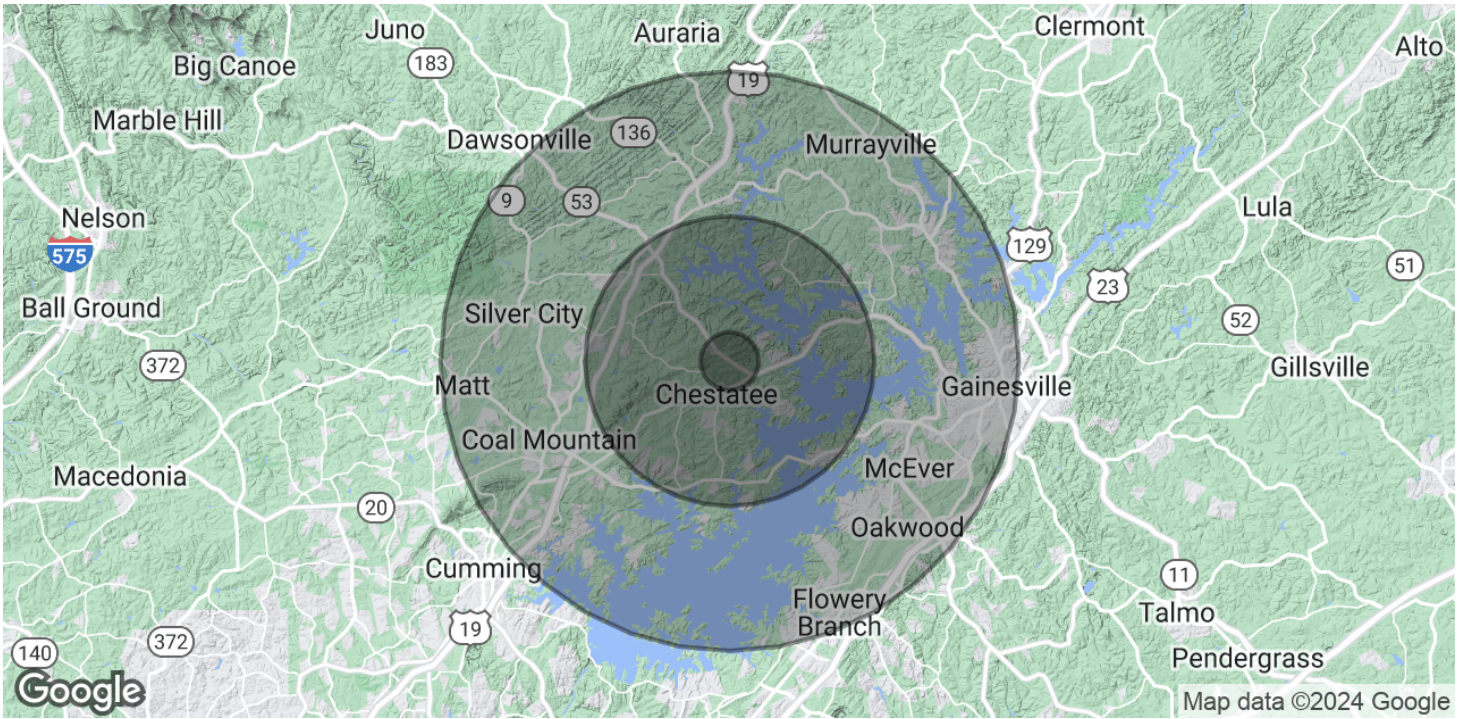 Juno
Auraria
Clermont
Alto
183
Big Canoe
19
Marble Hill
136
Dawsonville
Murrayville
9
53
Lula
Nelson
129
575
51
23
Ball Ground
Silver City
52
372
Gillsville
Matt
Chestatee
Gainesville
Coal Mountain
McEver
Macedonia
20
Oakwood
Cumming
11
Flowery
Branch
Talmo
19
372
140
Pendergrass
Google
Map data ©2024 Google